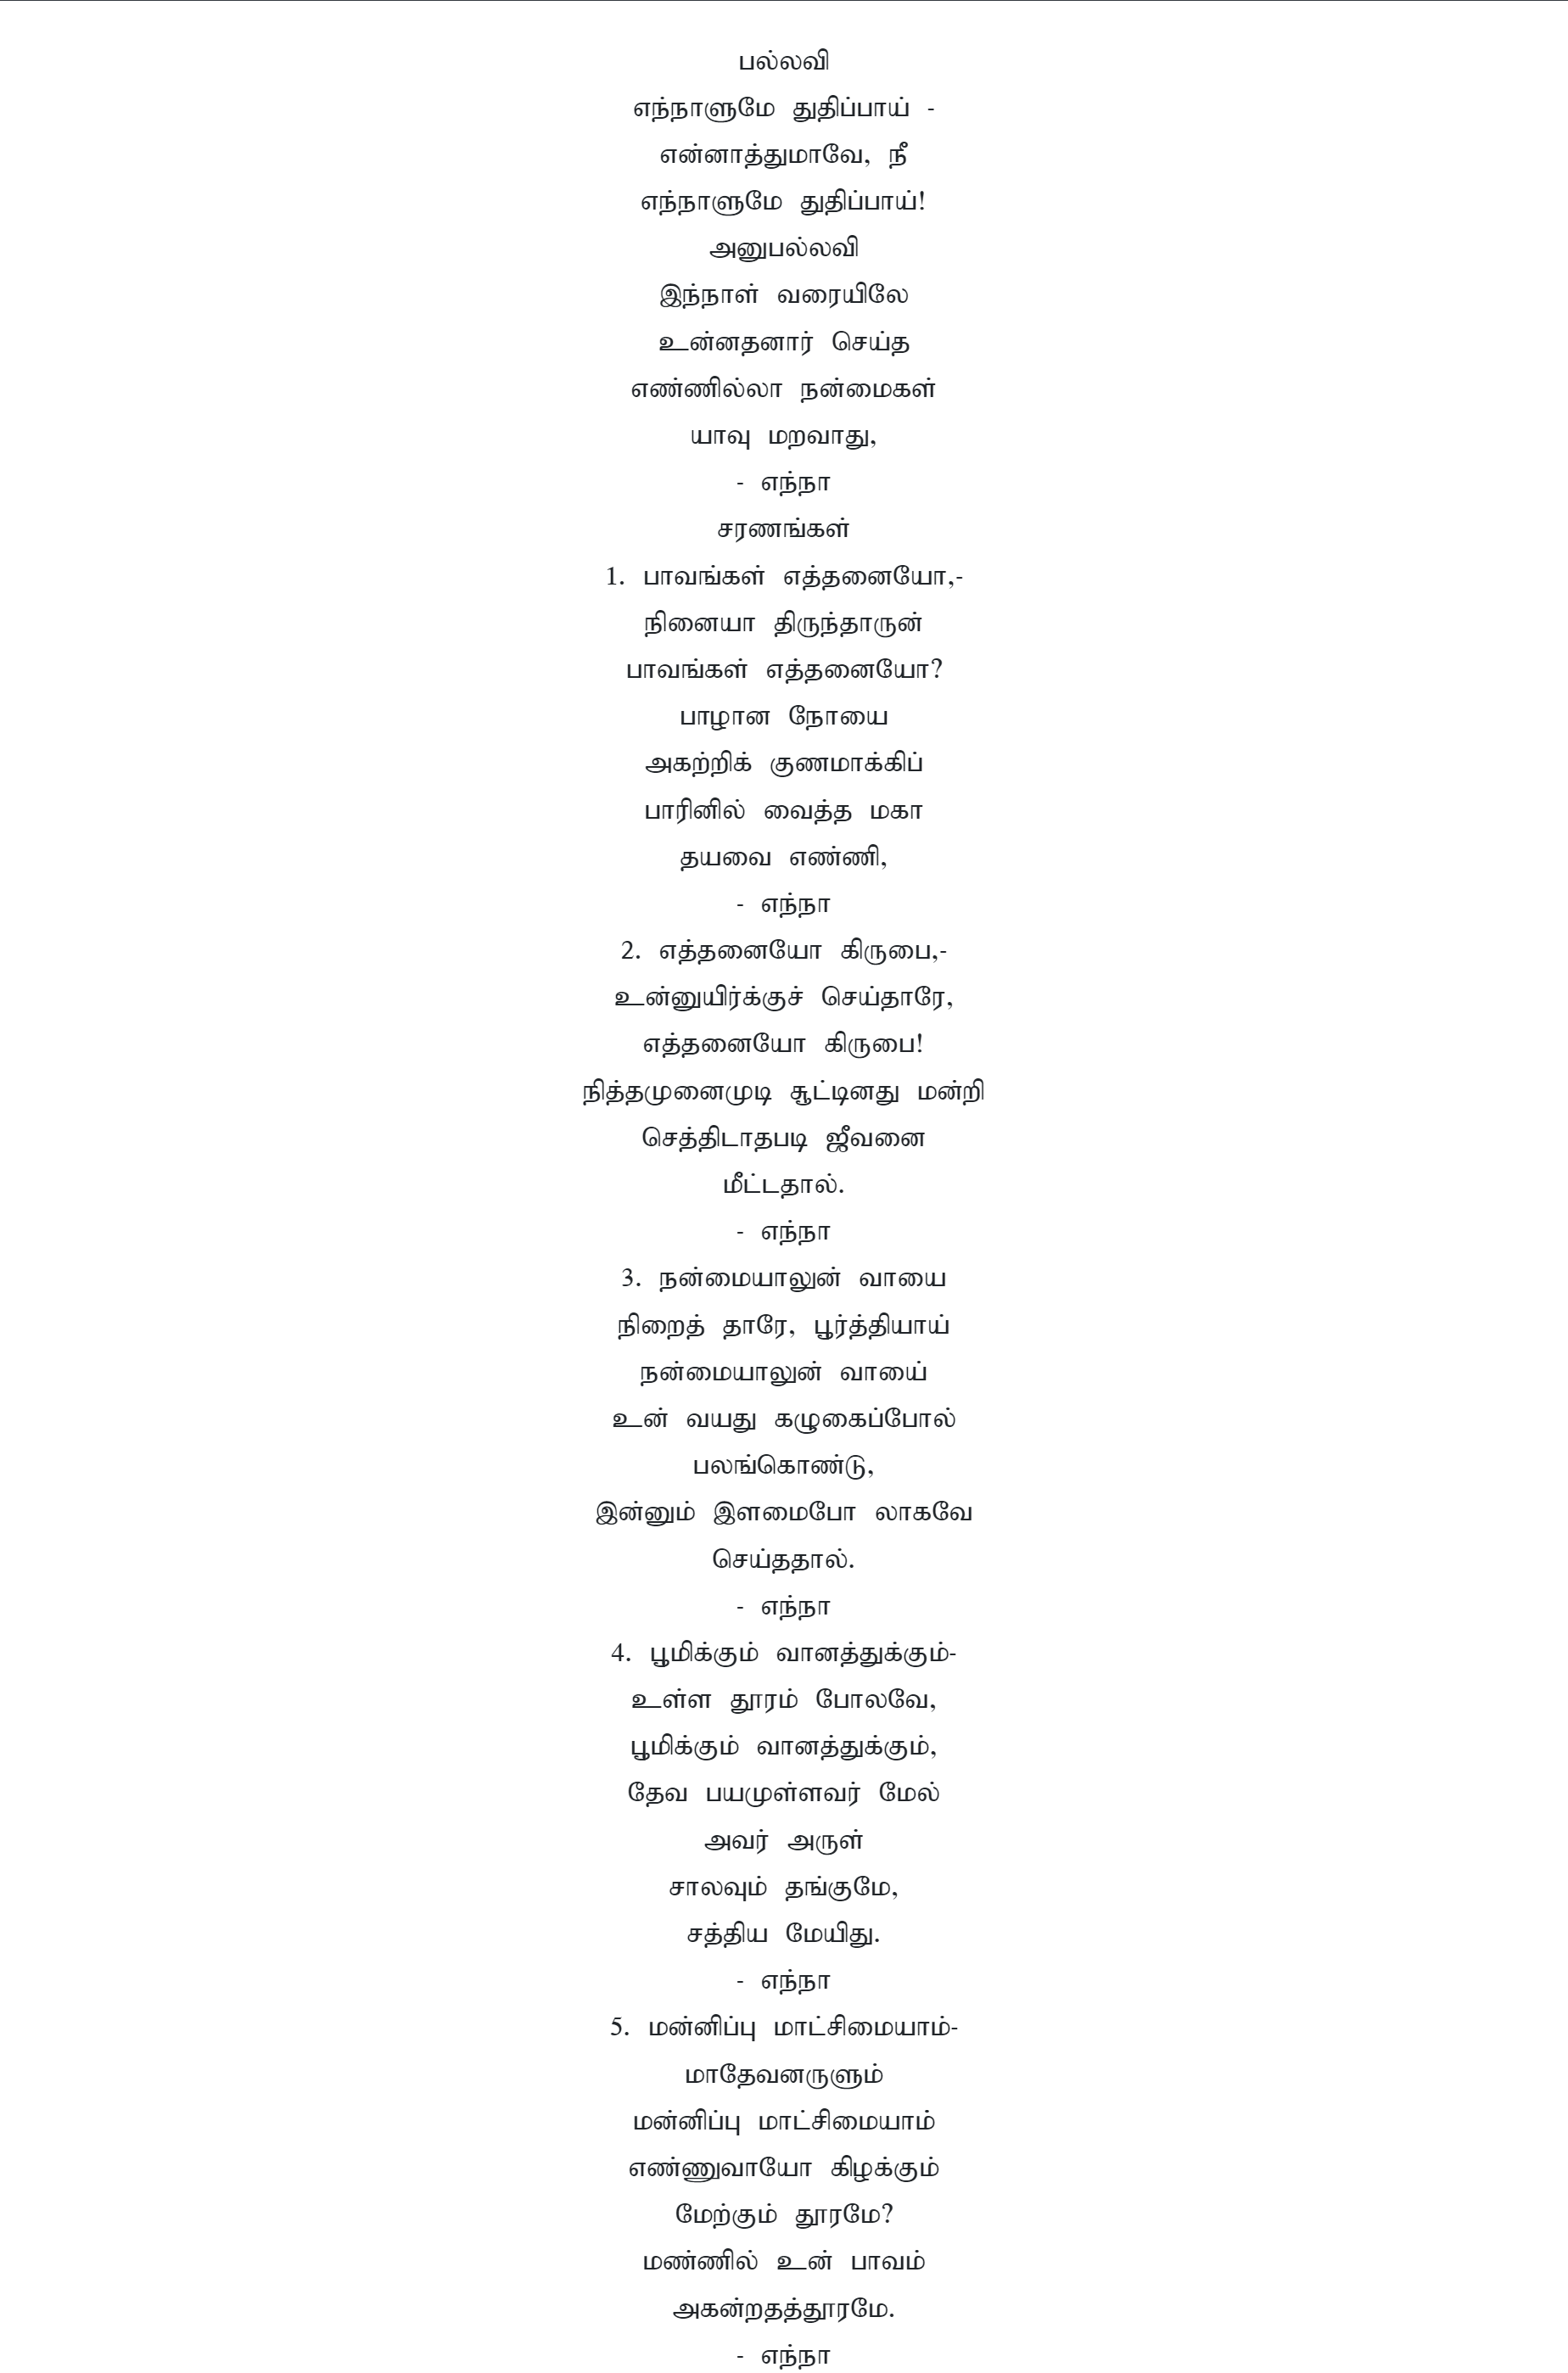 பல்லவி
எந்நாளுமே துதிப்பாய் -
என்னாத்துமாவே, நீ
எந்நாளுமே துதிப்பாய்!
அனுபல்லவி
இந்நாள் வரையிலே
உன்னதனார் செய்த
எண்ணில்லா நன்மைகள்
யாவு மறவாது,
- எந்நா
சரணங்கள்
1. பாவங்கள் எத்தனையோ,-
நினையா திருந்தாருன்
பாவங்கள் எத்தனையோ?
பாழான நோயை
அகற்றிக் குணமாக்கிப்
பாரினில் வைத்த மகா
தயவை எண்ணி,
- எந்நா
2. எத்தனையோ கிருபை,-
உன்னுயிர்க்குச் செய்தாரே,
எத்தனையோ கிருபை!
நித்தமுனைமுடி சூட்டினது மன்றி
செத்திடாதபடி ஜீவனை
மீட்டதால்.
- எந்நா
3. நன்மையாலுன் வாயை
நிறைத் தாரே, பூர்த்தியாய்
நன்மையாலுன் வாயை்
உன் வயது கழுகைப்போல்
பலங்கொண்டு,
இன்னும் இளமைபோ லாகவே
செய்ததால்.
- எந்நா
4. பூமிக்கும் வானத்துக்கும்-
உள்ள தூரம் போலவே,
பூமிக்கும் வானத்துக்கும்,
தேவ பயமுள்ளவர் மேல்
அவர் அருள்
சாலவும் தங்குமே,
சத்திய மேயிது.
- எந்நா
5. மன்னிப்பு மாட்சிமையாம்-
மாதேவனருளும்
மன்னிப்பு மாட்சிமையாம்
எண்ணுவாயோ கிழக்கும்
மேற்கும் தூரமே?
மண்ணில் உன் பாவம்
அகன்றதத்தூரமே.
- எந்நா